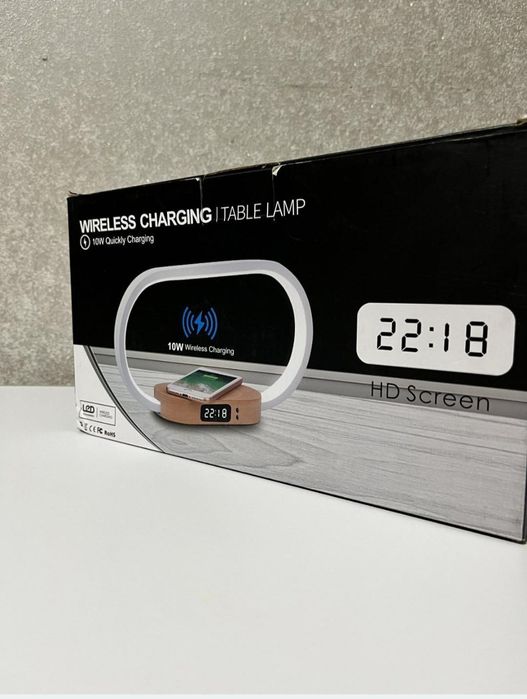 WIRELESS CHARGING | TABLE LAMP
10W Quickly Charging
10W Wireless Charging
22:18
22:18
HD Screen
LED
CE FC RoHS